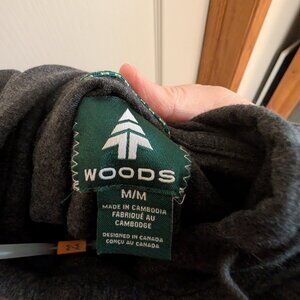 WOODS
M/M
MADE IN CAMBODIA
FABRIQUÉ AU
CAMBODGE
DESIGNED IN CANADA
CONÇU AU CANADA
M